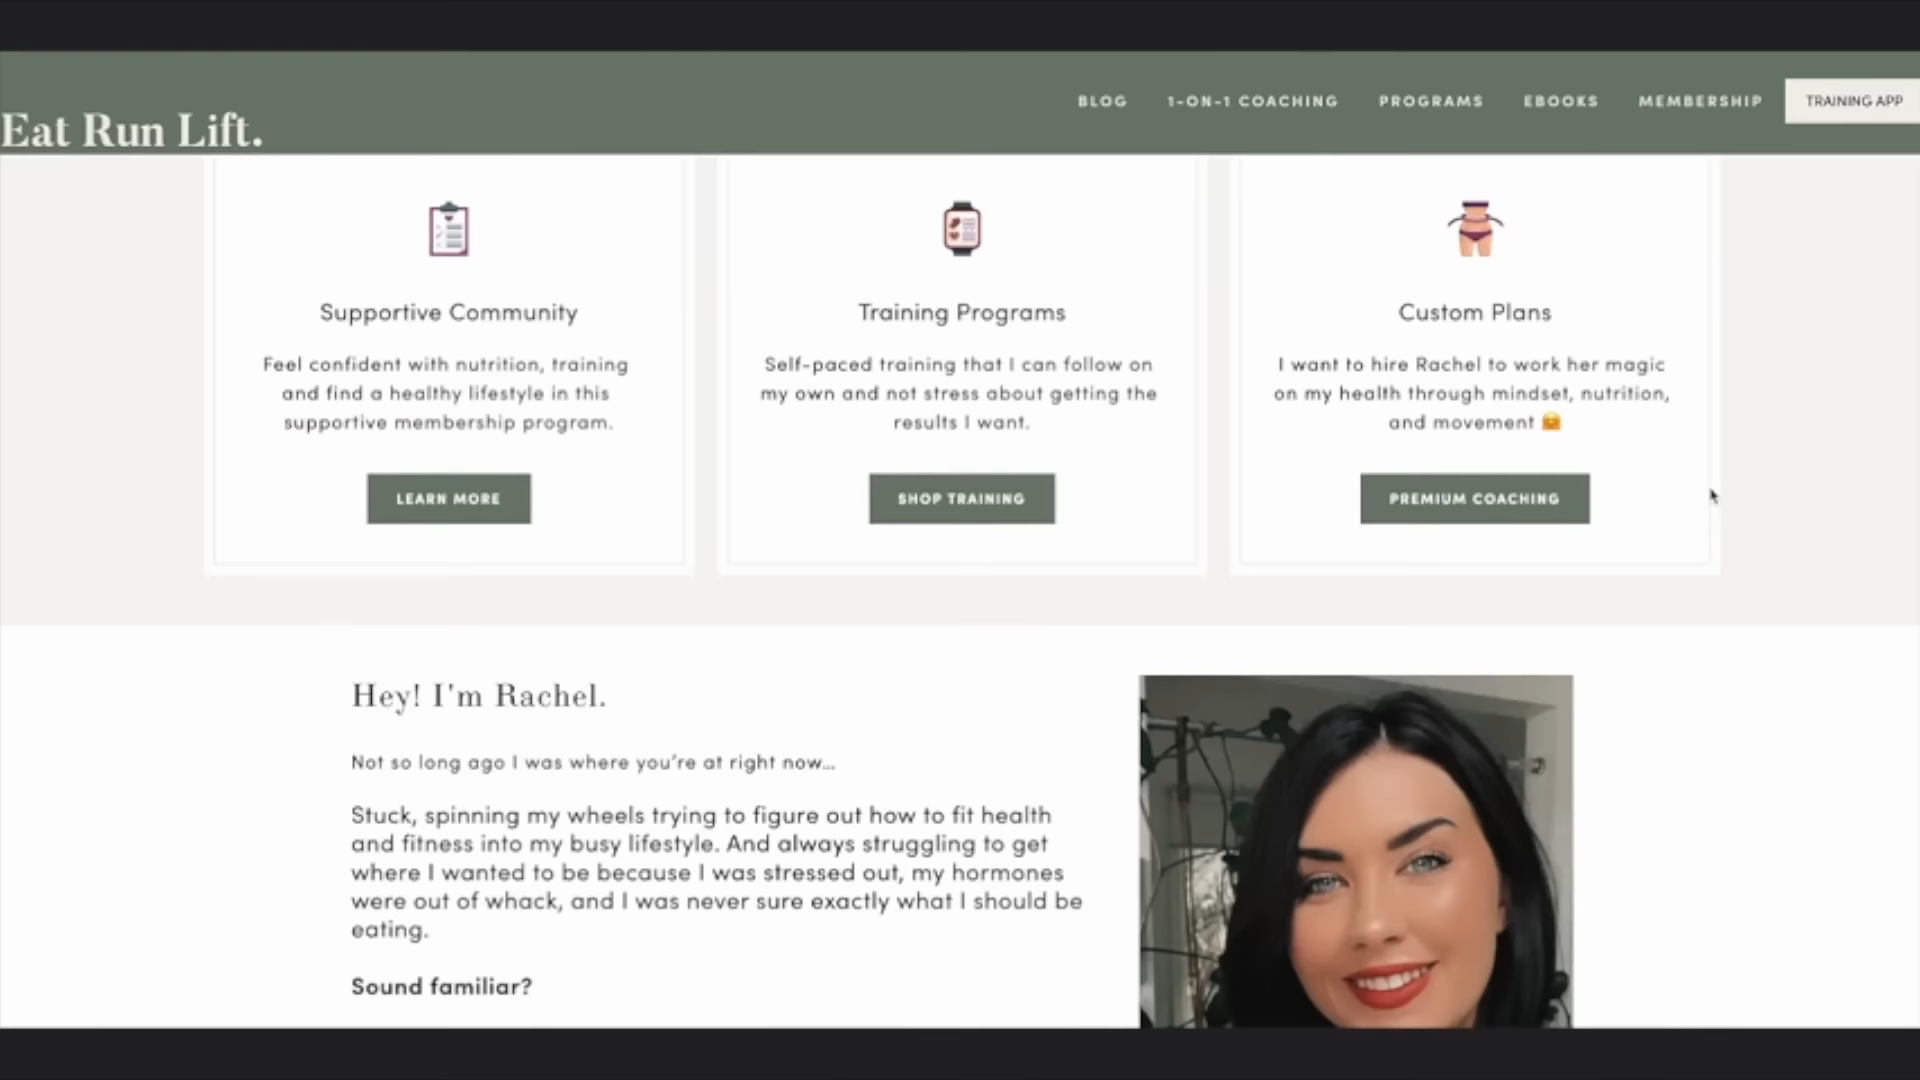 BLOG 1-ON-1 COACHING PROGRAMS EBOOKS MEMBERSHIP TRAINING APP
Eat Run Lift.
Supportive Community
Feel confident with nutrition, training
and find a healthy lifestyle in this
supportive membership program.
LEARN MORE
Training Programs
Self-paced training that I can follow on
my own and not stress about getting the
results I want.
SHOP TRAINING
Custom Plans
I want to hire Rachel to work her magic
on my health through mindset, nutrition,
and movement 🤗
PREMIUM COACHING
Hey! I'm Rachel.
Not so long ago I was where you’re at right now...
Stuck, spinning my wheels trying to figure out how to fit health
and fitness into my busy lifestyle. And always struggling to get
where I wanted to be because I was stressed out, my hormones
were out of whack, and I was never sure exactly what I should be
eating.
Sound familiar?